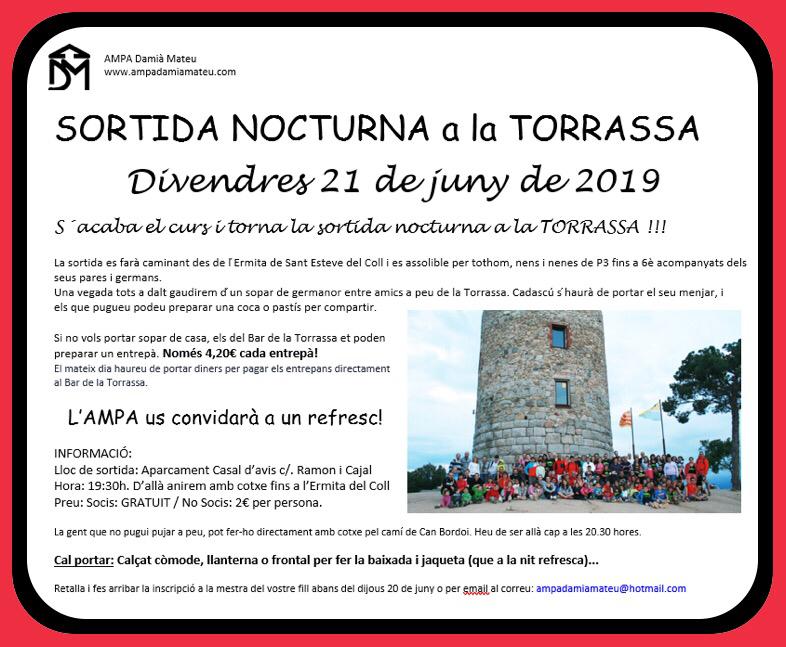 AMPA Damià Mateu
www.ampadamiamateu.com
SORTIDA NOCTURNA a la TORRASSA
Divendres 21 de juny de 2019
S´acaba el curs i torna la sortida nocturna a la TORRASSA !!!
La sortida es farà caminant des de l´Ermita de Sant Esteve del Coll i es assolible per tothom, nens i nenes de P3 fins a 6è acompanyats dels
seus pares i germans.
Una vegada tots a dalt gaudirem d´un sopar de germanor entre amics a peu de la Torrassa. Cadascú s´haurà de portar el seu menjar, i
els que pugueu podeu preparar una coca o pastís per compartir.
Si no vols portar sopar de casa, els del Bar de la Torrassa et poden
preparar un entrepà. Només 4,20€ cada entrepà!
El mateix dia haureu de portar diners per pagar els entrepans directament
al Bar de la Torrassa.
L'AMPA us convidarà a un refresc!
INFORMACIÓ:
Lloc de sortida: Aparcament Casal d'avis c/. Ramon i Cajal
Hora: 19:30h. D'allà anirem amb cotxe fins a l'Ermita del Coll
Preu: Socis: GRATUIT / No Socis: 2€ per persona.
La gent que no pugui pujar a peu, pot fer-ho directament amb cotxe pel camí de Can Bordoi. Heu de ser allà cap a les 20.30 hores.
Cal portar: Calçat còmode, llanterna o frontal per fer la baixada i jaqueta (que a la nit refresca)...
Retalla i fes arribar la inscripció a la mestra del vostre fill abans del dijous 20 de juny o per email al correu: ampadamiamateu@hotmail.com